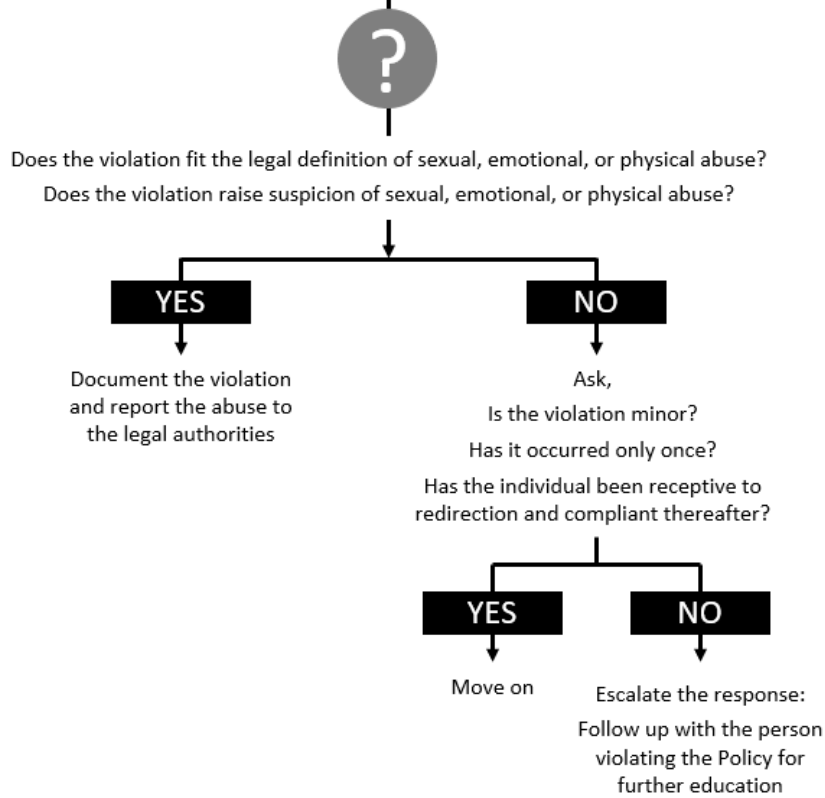 ?
Does the violation fit the legal definition of sexual, emotional, or physical abuse?
Does the violation raise suspicion of sexual, emotional, or physical abuse?
YES
Document the violation
and report the abuse to
the legal authorities
NO
Ask,
Is the violation minor?
Has it occurred only once?
Has the individual been receptive to
redirection and compliant thereafter?
YES
Move on
NO
Escalate the response:
Follow up with the person
violating the Policy for
further education